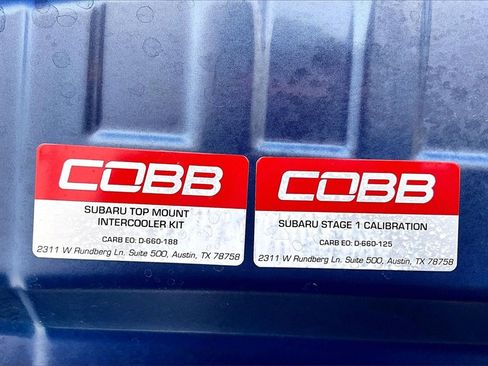 COBB
SUBARU TOP MOUNT
INTERCOOLER KIT
CARB EO: D-660-188
2311 W Rundberg Ln. Suite 500, Austin, TX 78758
COBB
SUBARU STAGE 1 CALIBRATION
CARB EO: D-660-125
2311 W Rundberg Ln. Suite 500, Austin, TX 78758